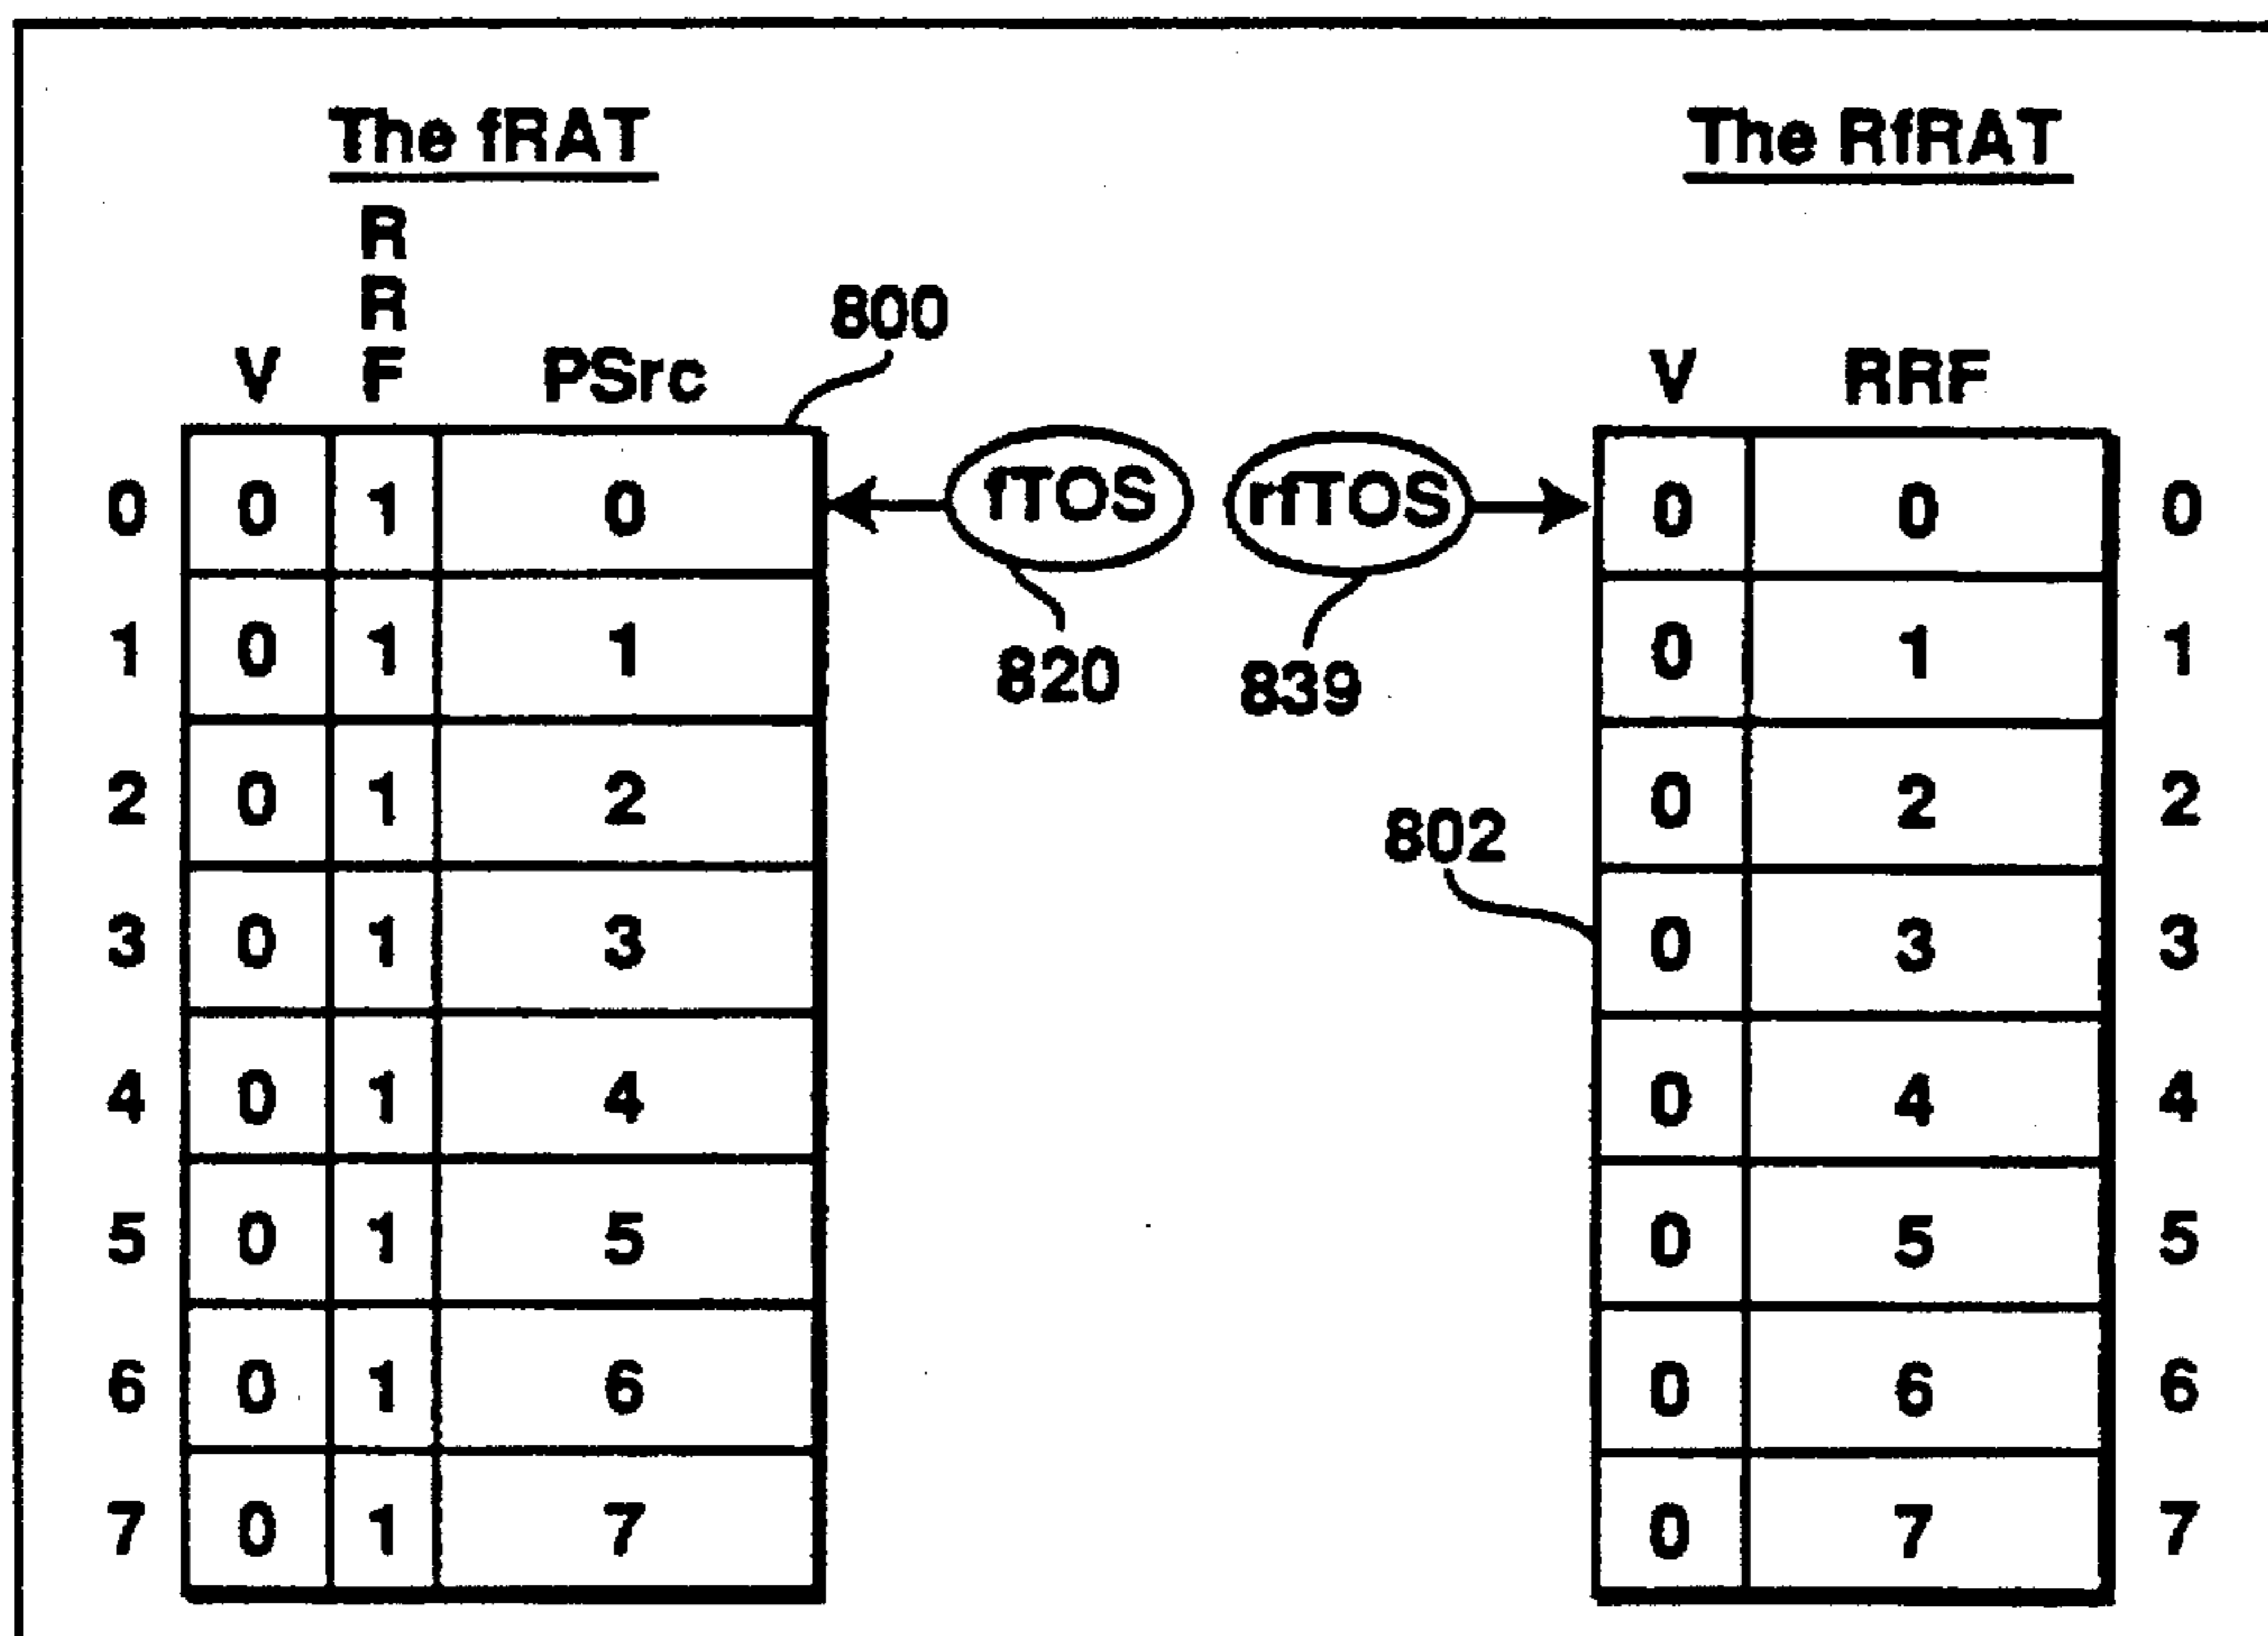 The fRAT The RfRAT
R
R
800
V F PSrc V RRF
0 0 1 0 fTOS rfTOS 0 0 0
1 0 1 1 0 1 1
820 839
2 0 1 2 0 2 2
802
3 0 1 3 0 3 3
4 0 1 4 0 4 4
5 0 1 5 0 5 5
6 0 1 6 0 6 6
7 0 1 7 0 7 7